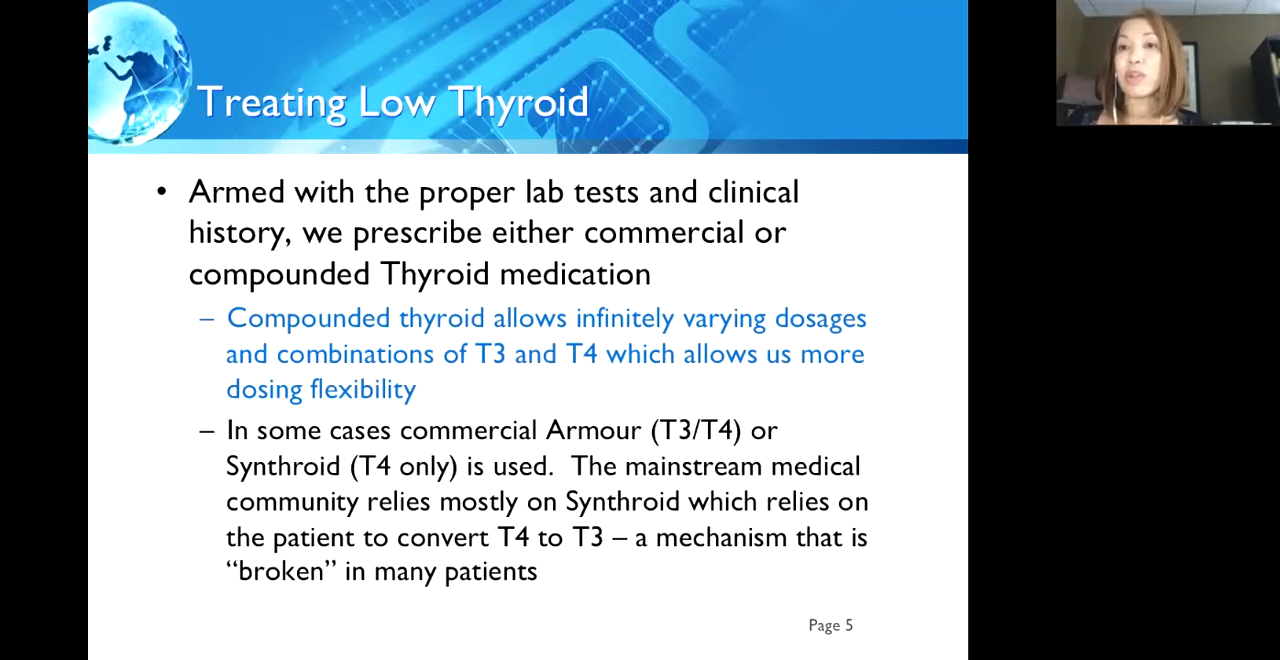 Treating Low Thyroid
• Armed with the proper lab tests and clinical
history, we prescribe either commercial or
compounded Thyroid medication
– Compounded thyroid allows infinitely varying dosages
and combinations of T3 and T4 which allows us more
dosing flexibility
– In some cases commercial Armour (T3/T4) or
Synthroid (T4 only) is used.  The mainstream medical
community relies mostly on Synthroid which relies on
the patient to convert T4 to T3 – a mechanism that is
“broken” in many patients
Page 5